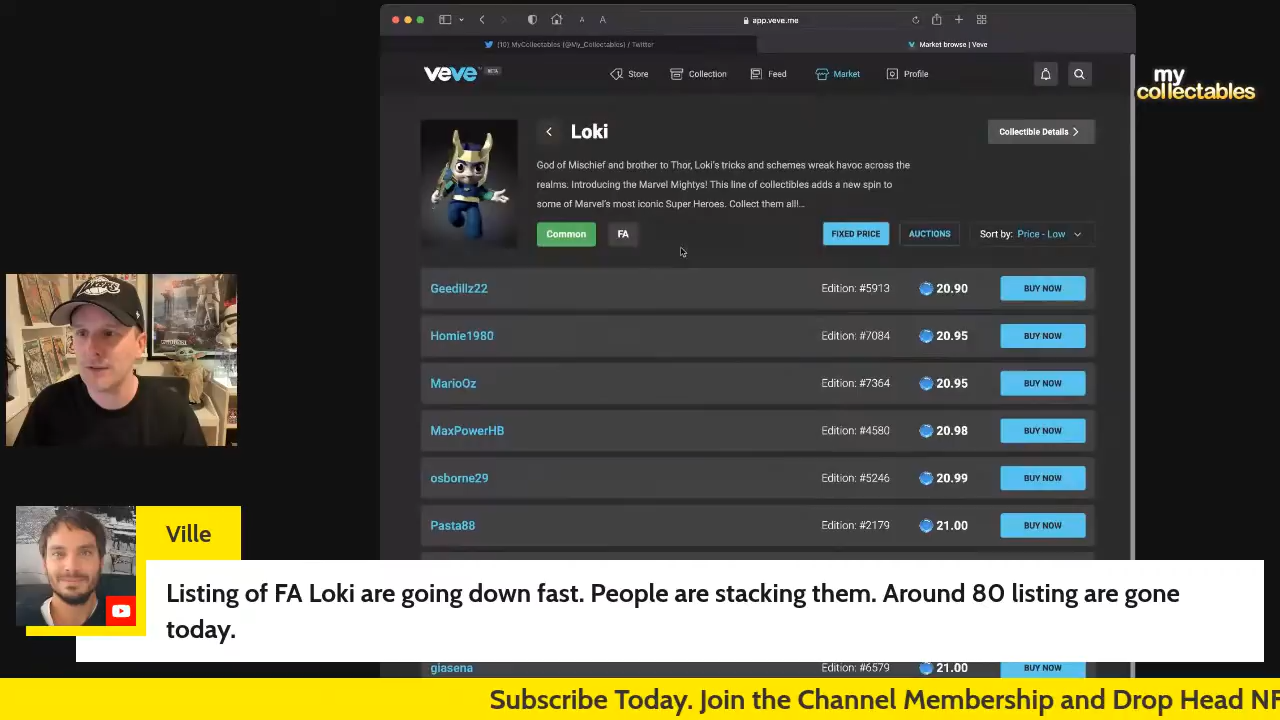 app.veve.me
(10) MyCollectables (@My_Collectables) / Twitter
Market browse | Veve
veve BETA
Store
Collection
Feed
Market
Profile
my
collectables
Loki
Collectible Details
God of Mischief and brother to Thor, Loki's tricks and schemes wreak havoc across the
realms. Introducing the Marvel Mightys! This line of collectibles adds a new spin to
some of Marvel's most iconic Super Heroes. Collect them all!...
Common
FA
FIXED PRICE
AUCTIONS
Sort by: Price - Low
Geedillz22 Edition: #5913 20.90 BUY NOW
Homie1980 Edition: #7084 20.95 BUY NOW
MarioOz Edition: #7364 20.95 BUY NOW
MaxPowerHB Edition: #4580 20.98 BUY NOW
osborne29 Edition: #5246 20.99 BUY NOW
Pasta88 Edition: #2179 21.00 BUY NOW
Ville
Listing of FA Loki are going down fast. People are stacking them. Around 80 listing are gone
today.
glasena Edition: #6579 21.00 BUY NOW
Subscribe Today. Join the Channel Membership and Drop Head NF